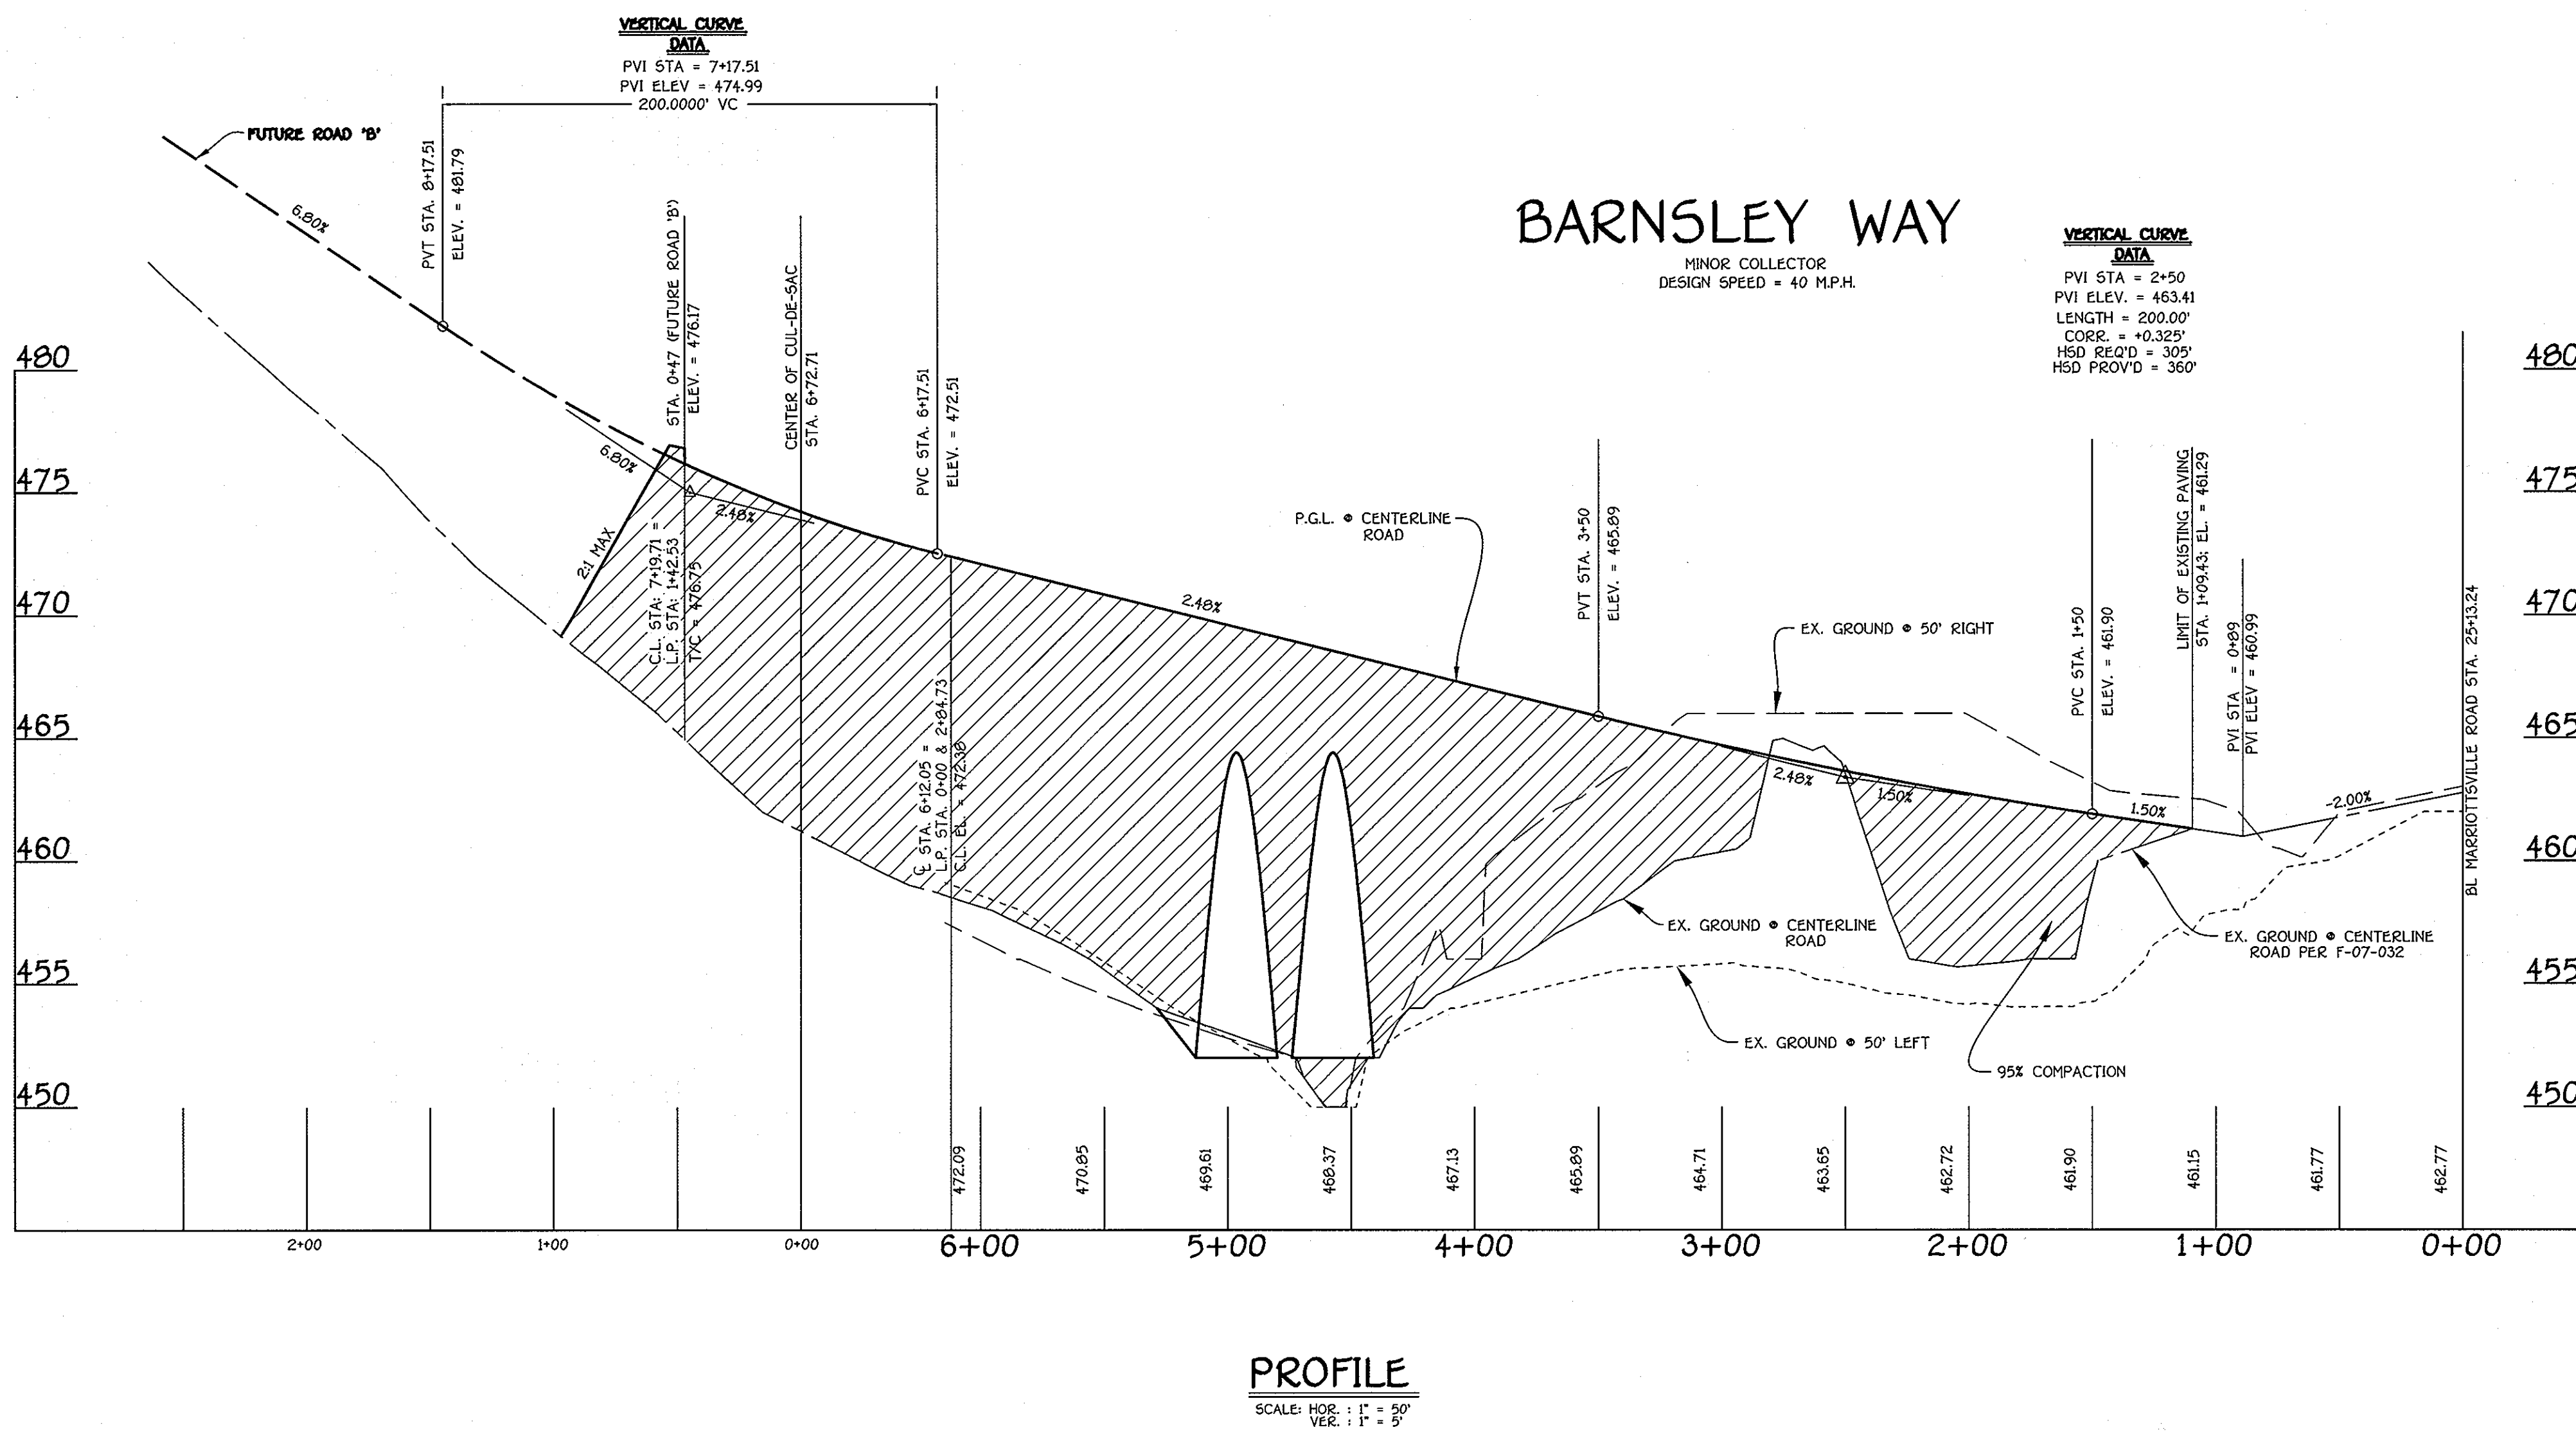 VERTICAL CURVE
DATA
PVI STA = 7+17.51
PVI ELEV = 474.99
200.0000' VC
FUTURE ROAD 'B'
6.80%
PVT STA. 8+17.51
ELEV. = 481.79
STA. 0+47 (FUTURE ROAD 'B')
ELEV. = 476.17
CENTER OF CUL-DE-SAC
STA. 6+72.71
PVC STA. 6+17.51
ELEV. = 472.51
BARNSLEY WAY
MINOR COLLECTOR
DESIGN SPEED = 40 M.P.H.
VERTICAL CURVE
DATA
PVI STA = 2+50
PVI ELEV. = 463.41
LENGTH = 200.00'
CORR. = +0.325'
HSD REQ'D = 305'
HSD PROV'D = 360'
480
475
470
465
460
455
450
6.80%
2.48%
2:1 MAX
C.L. STA: 7+19.71 =
L.P. STA: 1+42.53
T/C = 476.75
2.48%
C STA. 6+12.05 =
L.P. STA. 0+00 & 2+84.73
C.L. EL. = 472.38
P.G.L. @ CENTERLINE
ROAD
PVT STA. 3+50
ELEV. = 465.89
EX. GROUND @ 50' RIGHT
PVC STA. 1+50
ELEV. = 461.90
LIMIT OF EXISTING PAVING
STA. 1+09.43; EL. = 461.29
PVI STA = 0+89
PVI ELEV = 460.99
BL MARRIOTTSVILLE ROAD STA. 25+13.24
2.48%
1.50%
1.50%
-2.00%
EX. GROUND @ CENTERLINE
ROAD
EX. GROUND @ CENTERLINE
ROAD PER F-07-032
EX. GROUND @ 50' LEFT
95% COMPACTION
480
475
470
465
460
455
450
472.09
470.85
469.61
468.37
467.13
465.89
464.71
463.65
462.72
461.90
461.15
461.77
462.77
2+00
1+00
0+00
6+00
5+00
4+00
3+00
2+00
1+00
0+00
PROFILE
SCALE: HOR. : 1" = 50'
VER. : 1" = 5'